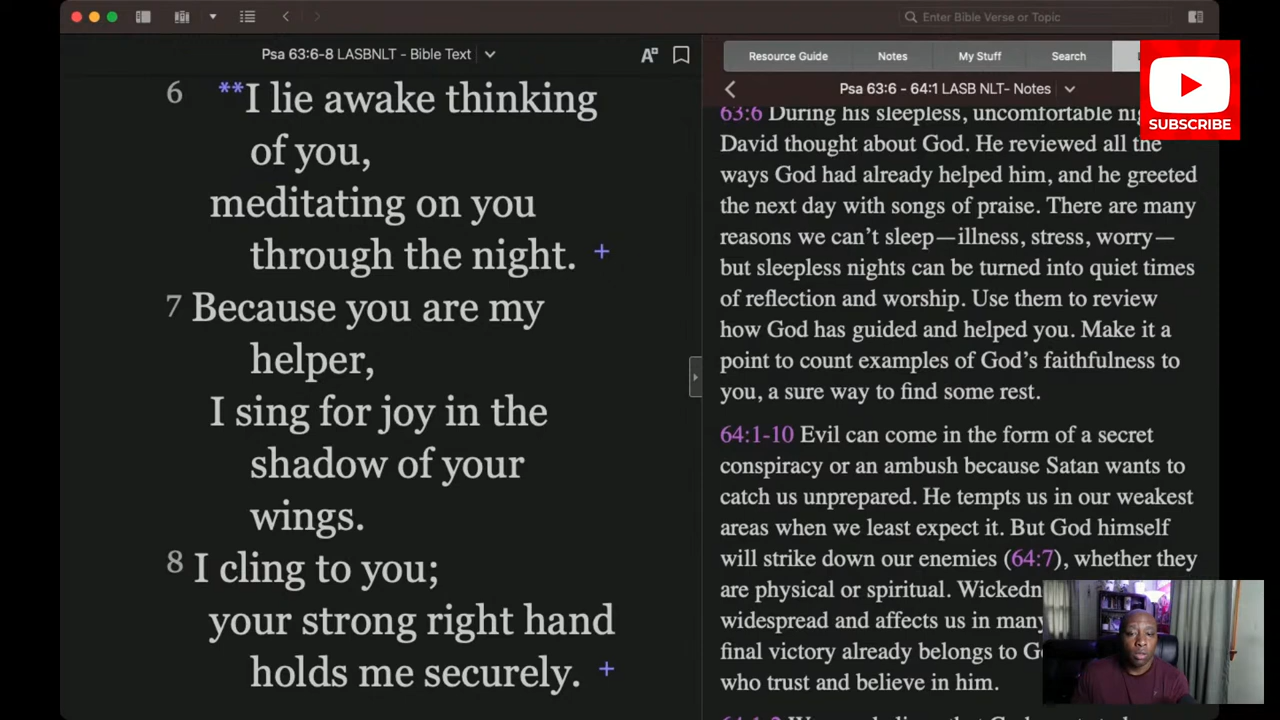 Enter Bible Verse or Topic
Psa 63:6-8 LASBNLT - Bible Text
6 **I lie awake thinking
of you,
meditating on you
through the night. +
7 Because you are my
helper,
I sing for joy in the
shadow of your
wings.
8 I cling to you;
your strong right hand
holds me securely. +
Resource Guide Notes My Stuff Search
Psa 63:6 - 64:1 LASB NLT- Notes
63:6 During his sleepless, uncomfortable
David thought about God. He reviewed all the
ways God had already helped him, and he greeted
the next day with songs of praise. There are many
reasons we can’t sleep—illness, stress, worry—
but sleepless nights can be turned into quiet times
of reflection and worship. Use them to review
how God has guided and helped you. Make it a
point to count examples of God’s faithfulness to
you, a sure way to find some rest.
64:1-10 Evil can come in the form of a secret
conspiracy or an ambush because Satan wants to
catch us unprepared. He tempts us in our weakest
areas when we least expect it. But God himself
will strike down our enemies (64:7), whether they
are physical or spiritual.
widespread and affects us in many
final victory already belongs to
who trust and believe in him.
SUBSCRIBE